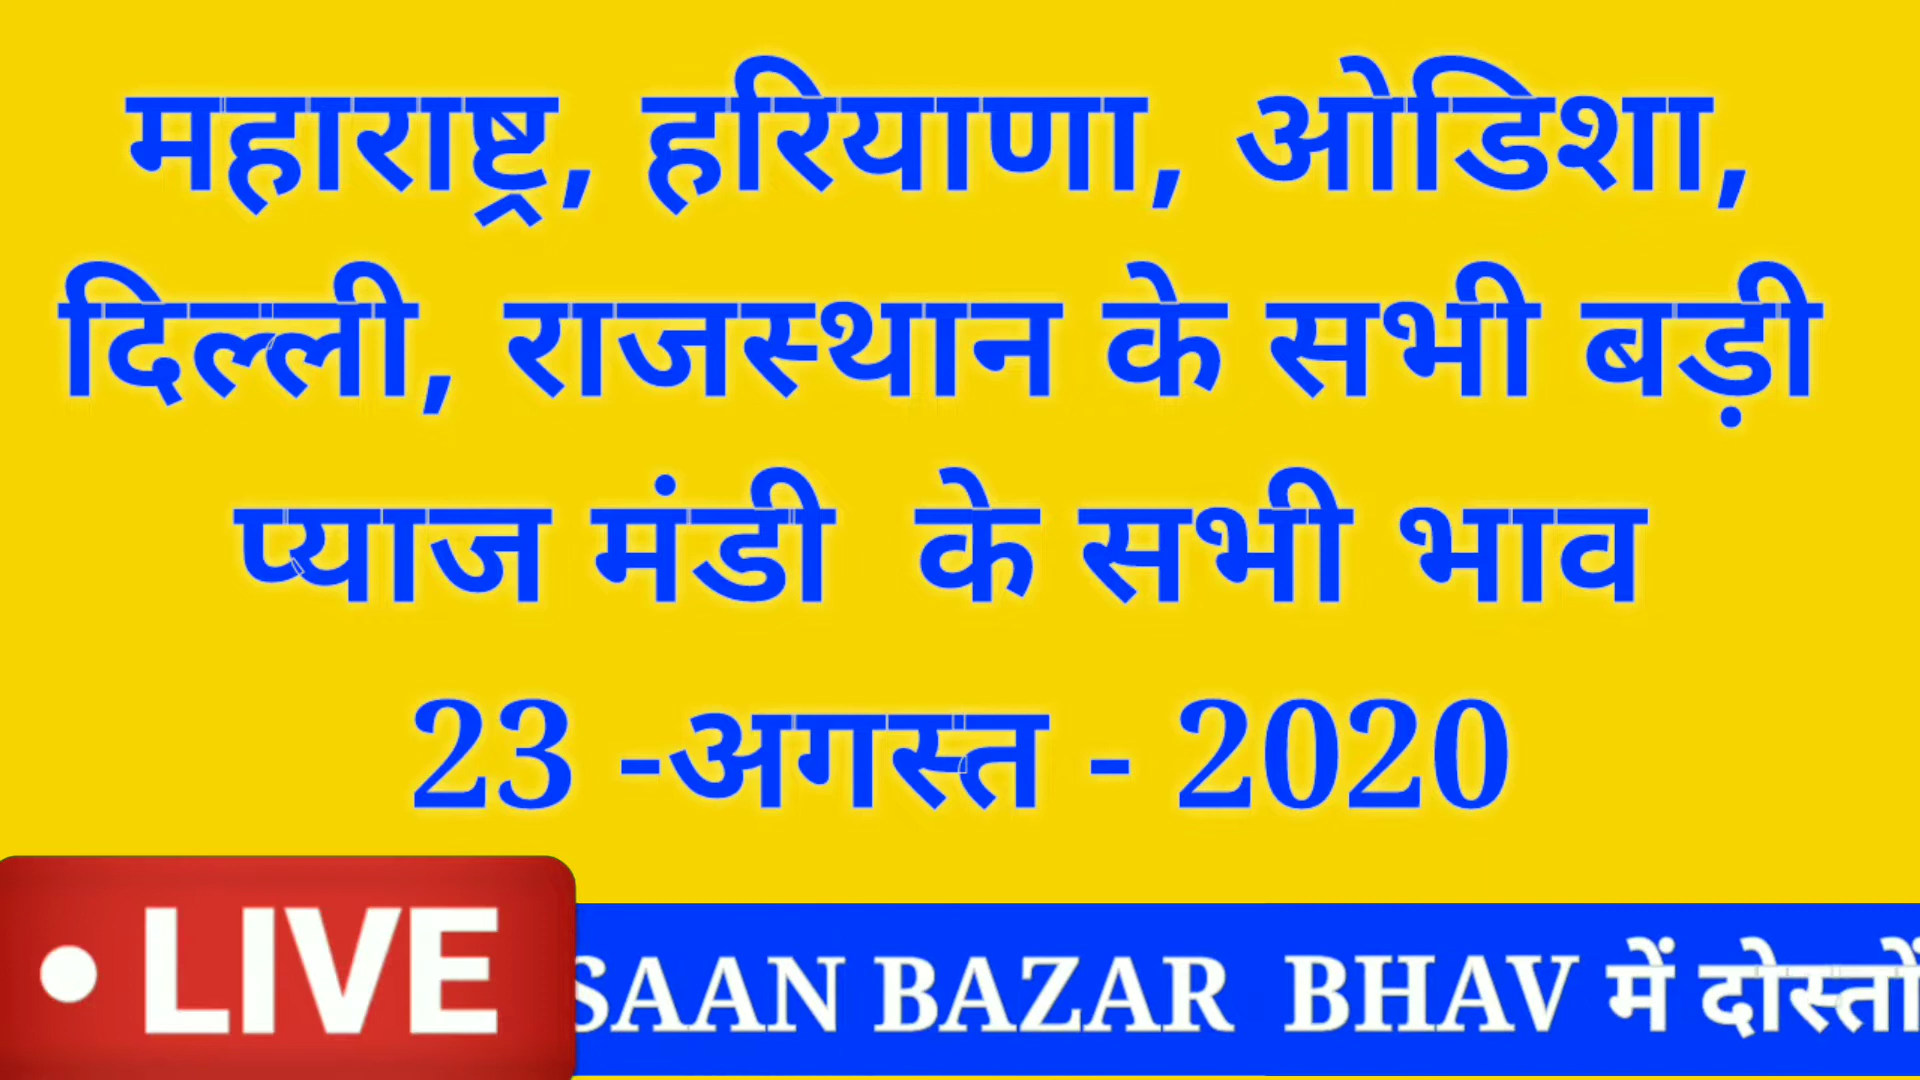 महाराष्ट्र, हरियाणा, ओडिशा,
दिल्ली, राजस्थान के सभी बड़ी
प्याज मंडी के सभी भाव
23 -अगस्त - 2020
• LIVE
SAAN BAZAR BHAV में दोस्तों